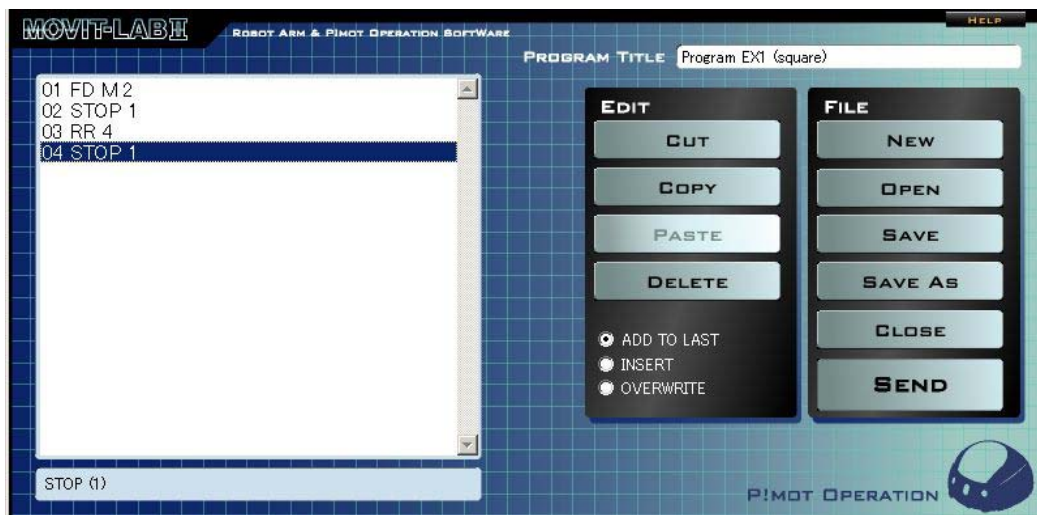 MOVIT-LAB II
ROBOT ARM & P!MOT OPERATION SOFTWARE
HELP
PROGRAM TITLE Program EX1 (square)
01 FD M 2
02 STOP 1
03 RR 4
04 STOP 1
STOP (1)
EDIT
CUT
COPY
PASTE
DELETE
ADD TO LAST
INSERT
OVERWRITE
FILE
NEW
OPEN
SAVE
SAVE AS
CLOSE
SEND
P!MOT OPERATION